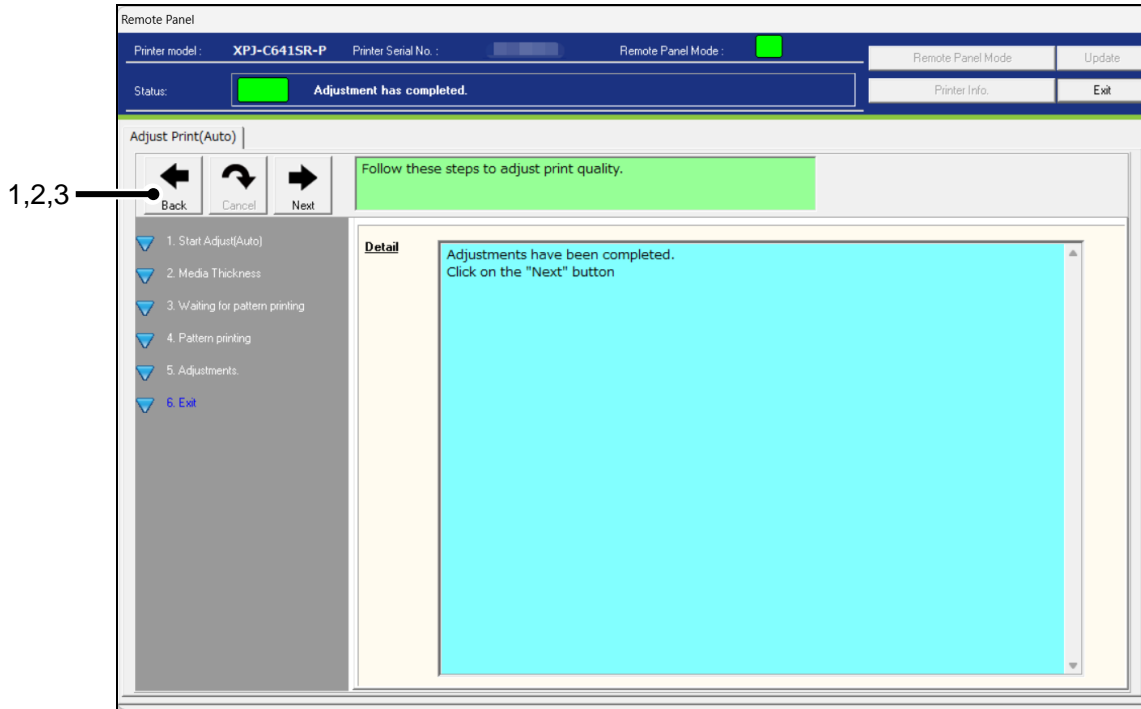 Remote Panel
Printer model : XPJ-C641SR-P Printer Serial No. : Remote Panel Mode :
Remote Panel Mode Update
Status: Adjustment has completed.
Printer Info. Exit
Adjust Print(Auto)
Back Cancel Next
Follow these steps to adjust print quality.
1,2,3
1. Start Adjust(Auto)
2. Media Thickness
3. Waiting for pattern printing
4. Pattern printing
5. Adjustments.
6. Exit
Detail
Adjustments have been completed.
Click on the "Next" button